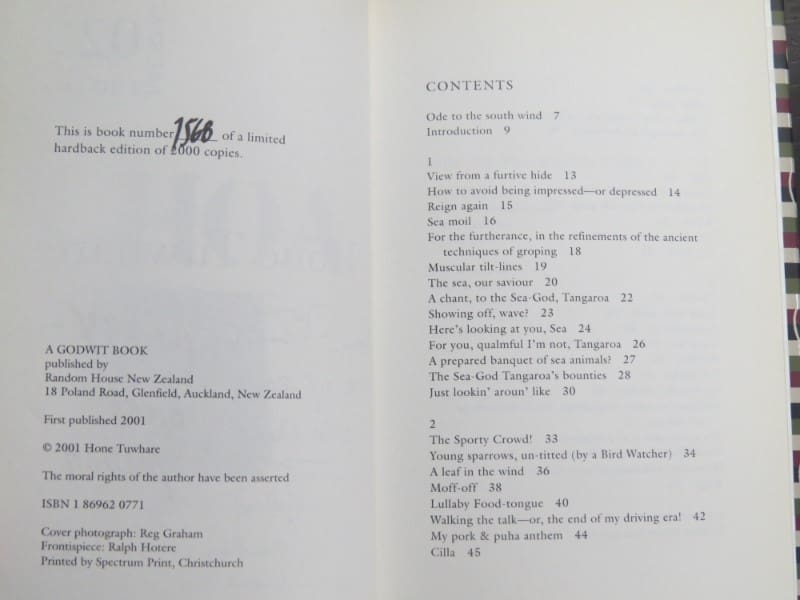 This is book number 1566 of a limited
hardback edition of 2000 copies.
A GODWIT BOOK
published by
Random House New Zealand
18 Poland Road, Glenfield, Auckland, New Zealand
First published 2001
© 2001 Hone Tuwhare
The moral rights of the author have been asserted
ISBN 1 86962 0771
Cover photograph: Reg Graham
Frontispiece: Ralph Hotere
Printed by Spectrum Print, Christchurch
CONTENTS
Ode to the south wind 7
Introduction 9
1
View from a furtive hide 13
How to avoid being impressed—or depressed 14
Reign again 15
Sea moil 16
For the furtherance, in the refinements of the ancient
techniques of groping 18
Muscular tilt-lines 19
The sea, our saviour 20
A chant, to the Sea-God, Tangaroa 22
Showing off, wave? 23
Here's looking at you, Sea 24
For you, qualmful I'm not, Tangaroa 26
A prepared banquet of sea animals? 27
The Sea-God Tangaroa's bounties 28
Just lookin' aroun' like 30
2
The Sporty Crowd! 33
Young sparrows, un-titted (by a Bird Watcher) 34
A leaf in the wind 36
Moff-off 38
Lullaby Food-tongue 40
Walking the talk—or, the end of my driving era! 42
My pork & puha anthem 44
Cilla 45